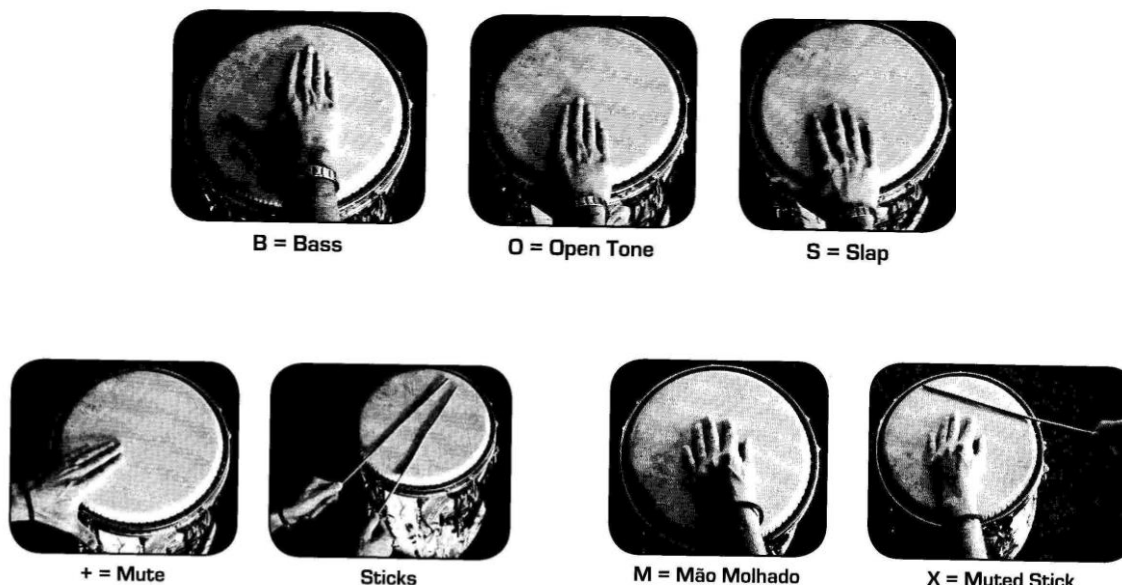 B = Bass
O = Open Tone
S = Slap
+ = Mute
Sticks
M = Mão Molhado
X = Muted Stick